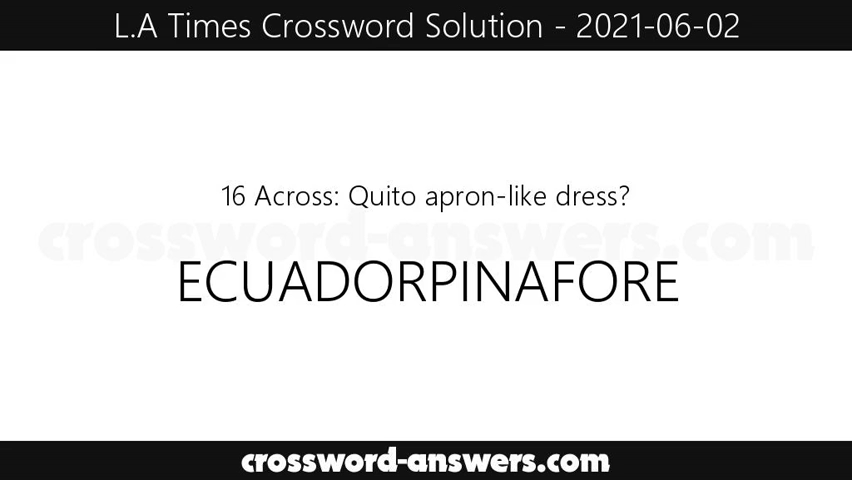 L.A Times Crossword Solution - 2021-06-02
16 Across: Quito apron-like dress?
crossword-answers.com
ECUADORPINAFORE
crossword-answers.com